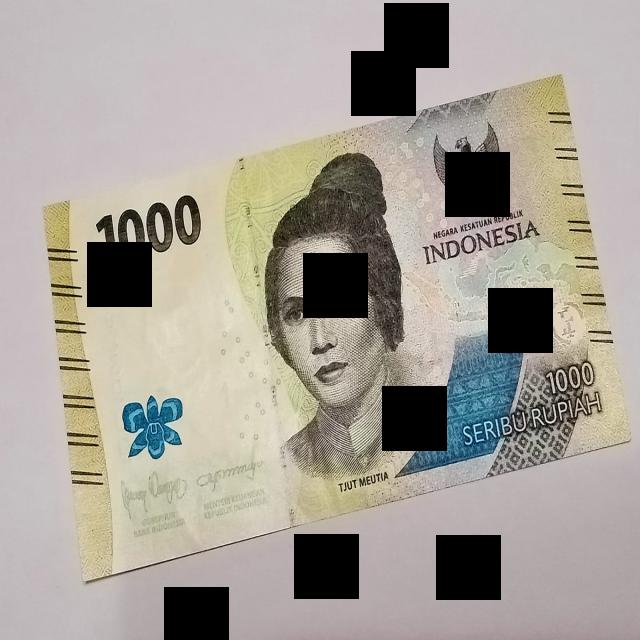 1000
NEGARA KESATUAN REPUBLIK
INDONESIA
1000
SERIBU RUPIAH
TJUT MEUTIA
GUBERNUR
BANK INDONESIA
MENTERI KEUANGAN
REPUBLIK INDONESIA